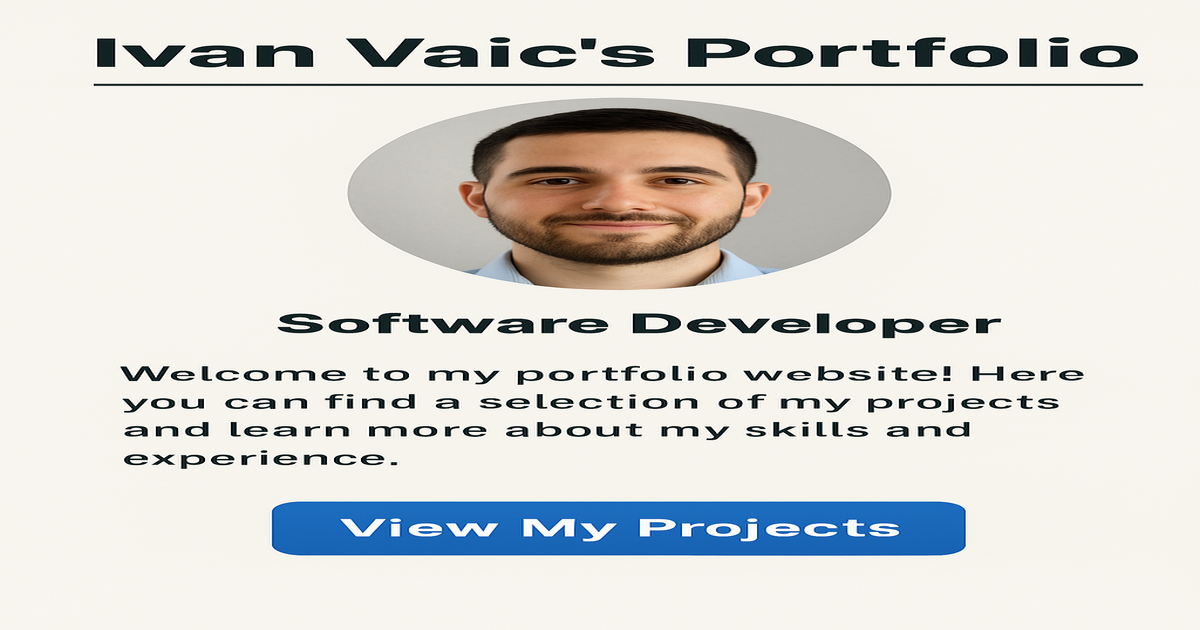 Ivan Vaic's Portfolio
Software Developer
Welcome to my portfolio website! Here
you can find a selection of my projects
and learn more about my skills and
experience.
View My Projects